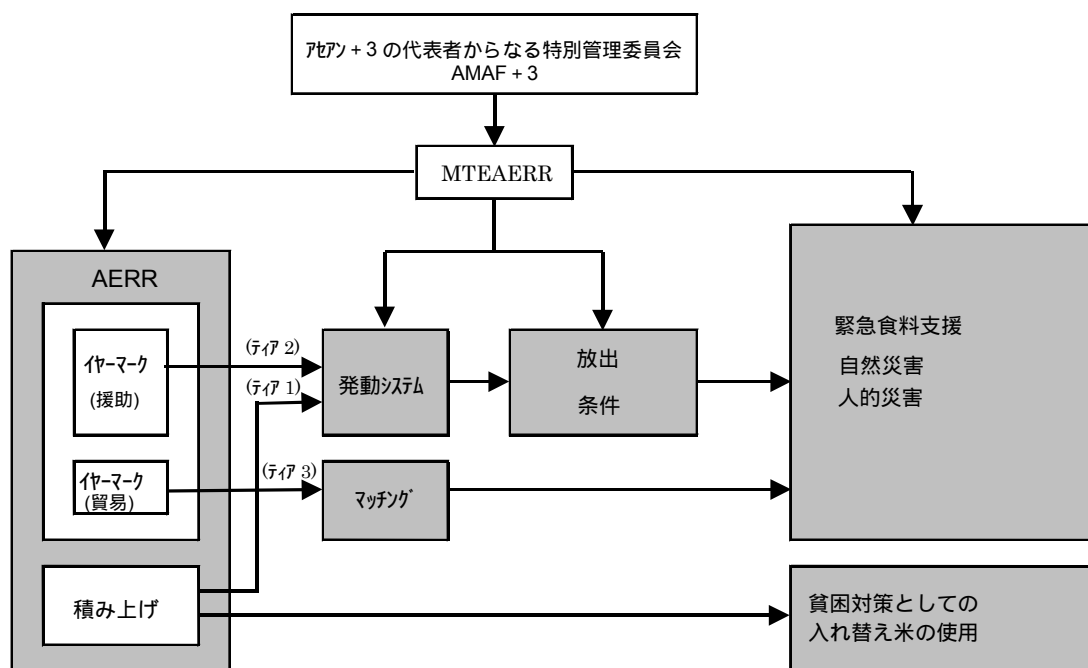 ｱｾｱﾝ + 3 の代表者からなる特別管理委員会
AMAF + 3
MTEAERR
AERR
ｲﾔｰﾏｰｸ
(援助)
(ﾃｨｱ 2)
(ﾃｨｱ 1)
発動ｼｽﾃﾑ
放出
条件
緊急食料支援
自然災害
人的災害
ｲﾔｰﾏｰｸ
(貿易)
(ﾃｨｱ 3)
ﾏｯﾁﾝｸﾞ
積み上げ
貧困対策としての
入れ替え米の使用